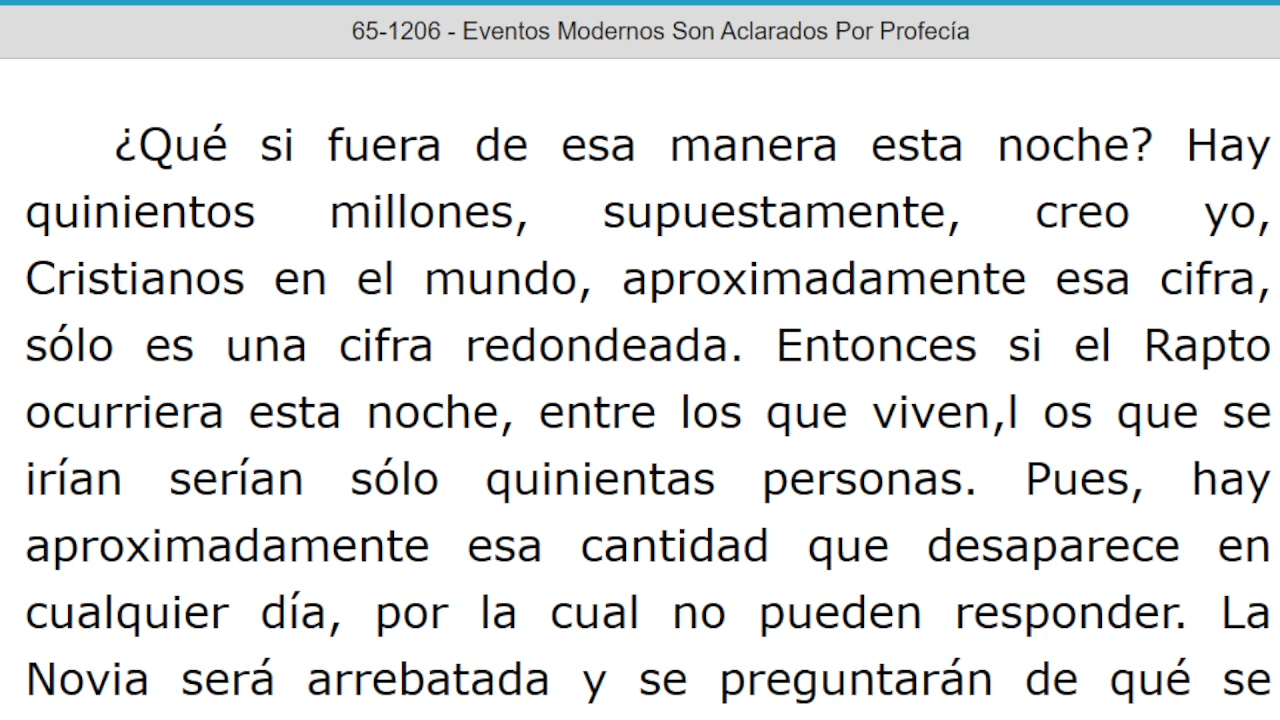 65-1206 - Eventos Modernos Son Aclarados Por Profecía
¿Qué si fuera de esa manera esta noche? Hay
quinientos millones, supuestamente, creo yo,
Cristianos en el mundo, aproximadamente esa cifra,
sólo es una cifra redondeada. Entonces si el Rapto
ocurriera esta noche, entre los que viven,l os que se
irían serían sólo quinientas personas. Pues, hay
aproximadamente esa cantidad que desaparece en
cualquier día, por la cual no pueden responder. La
Novia será arrebatada y se preguntarán de qué se